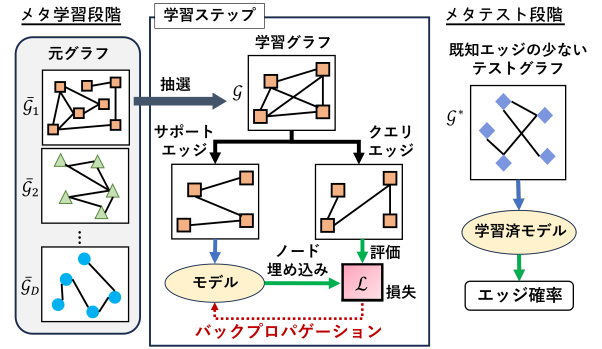 メタ学習段階
元グラフ
𝒢̄₁
𝒢̄₂
⋮
𝒢̄_D
学習ステップ
抽選
学習グラフ
𝒢
サポート
エッジ
クエリ
エッジ
モデル
ノード
埋め込み
評価
ℒ
損失
バックプロパゲーション
メタテスト段階
既知エッジの少ない
テストグラフ
𝒢*
学習済モデル
エッジ確率